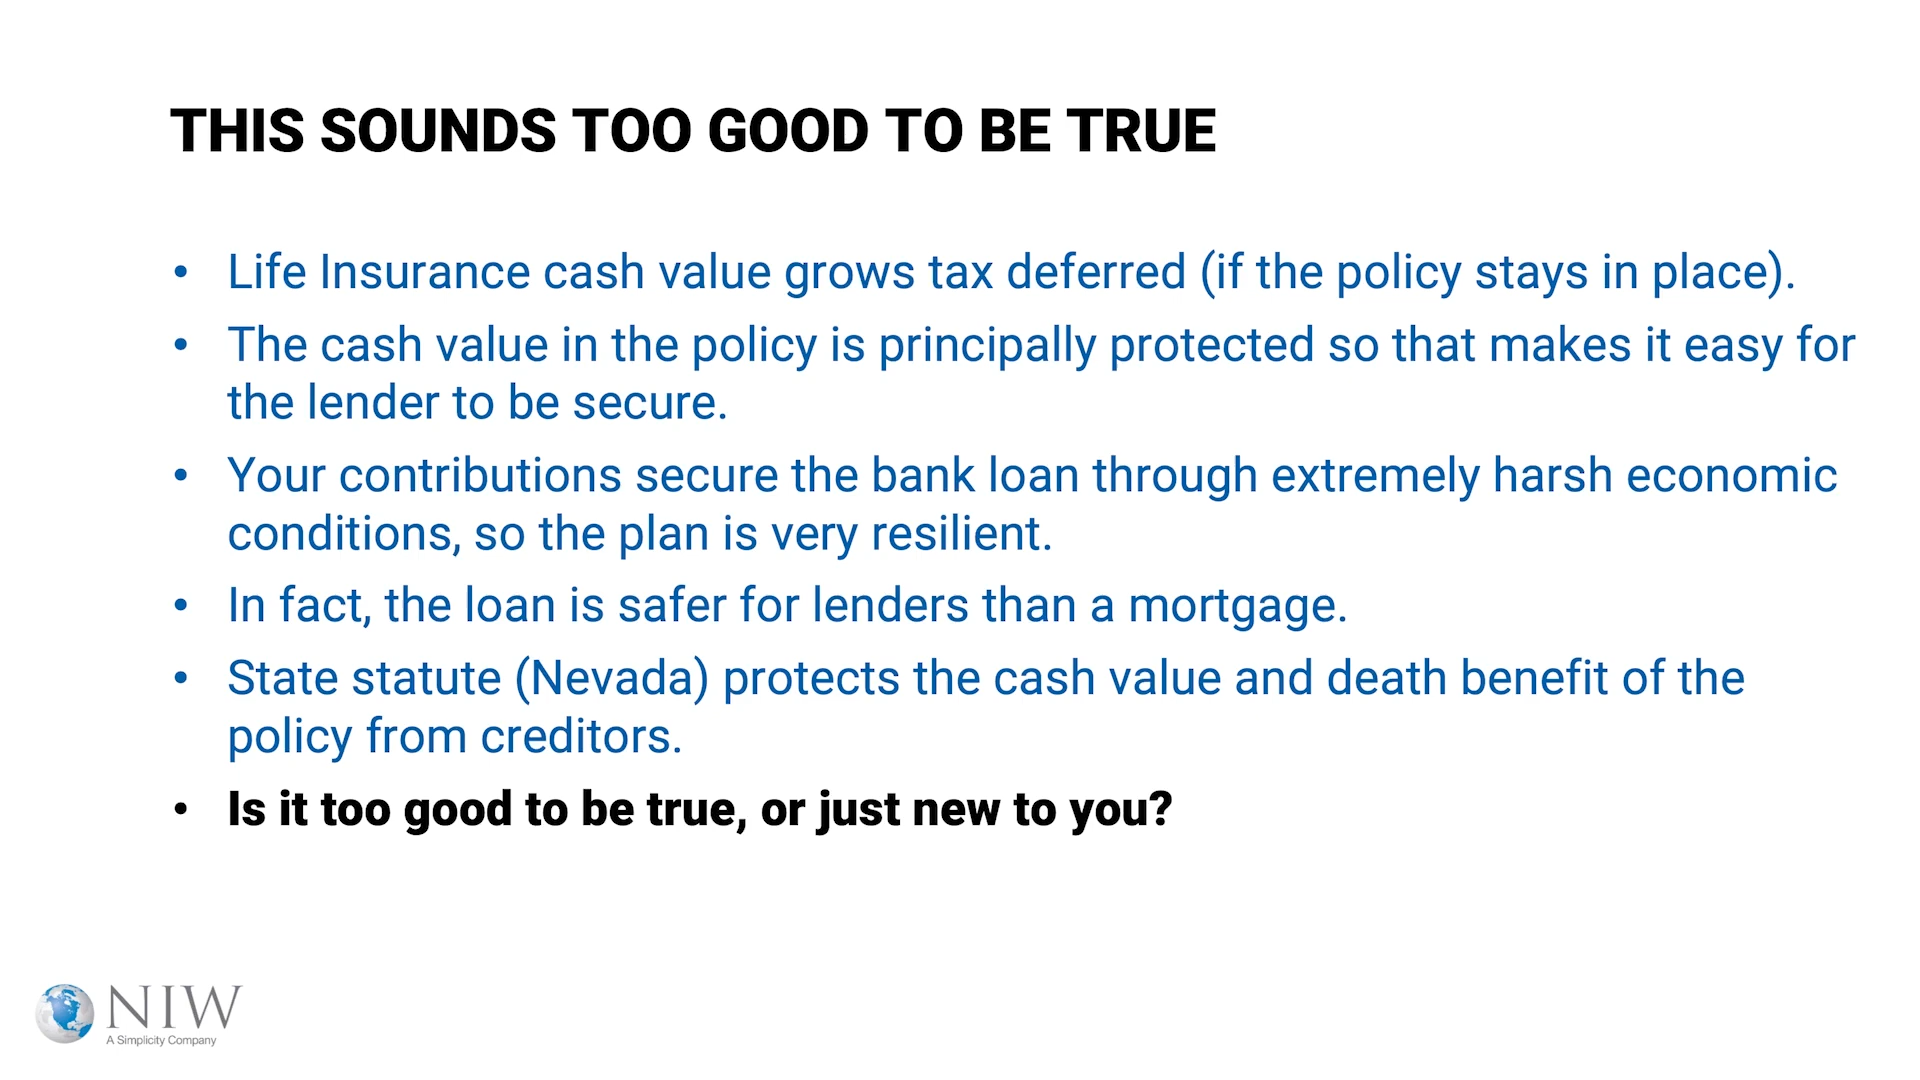 THIS SOUNDS TOO GOOD TO BE TRUE
• Life Insurance cash value grows tax deferred (if the policy stays in place).
• The cash value in the policy is principally protected so that makes it easy for
the lender to be secure.
• Your contributions secure the bank loan through extremely harsh economic
conditions, so the plan is very resilient.
• In fact, the loan is safer for lenders than a mortgage.
• State statute (Nevada) protects the cash value and death benefit of the
policy from creditors.
• Is it too good to be true, or just new to you?
NIW
A Simplicity Company